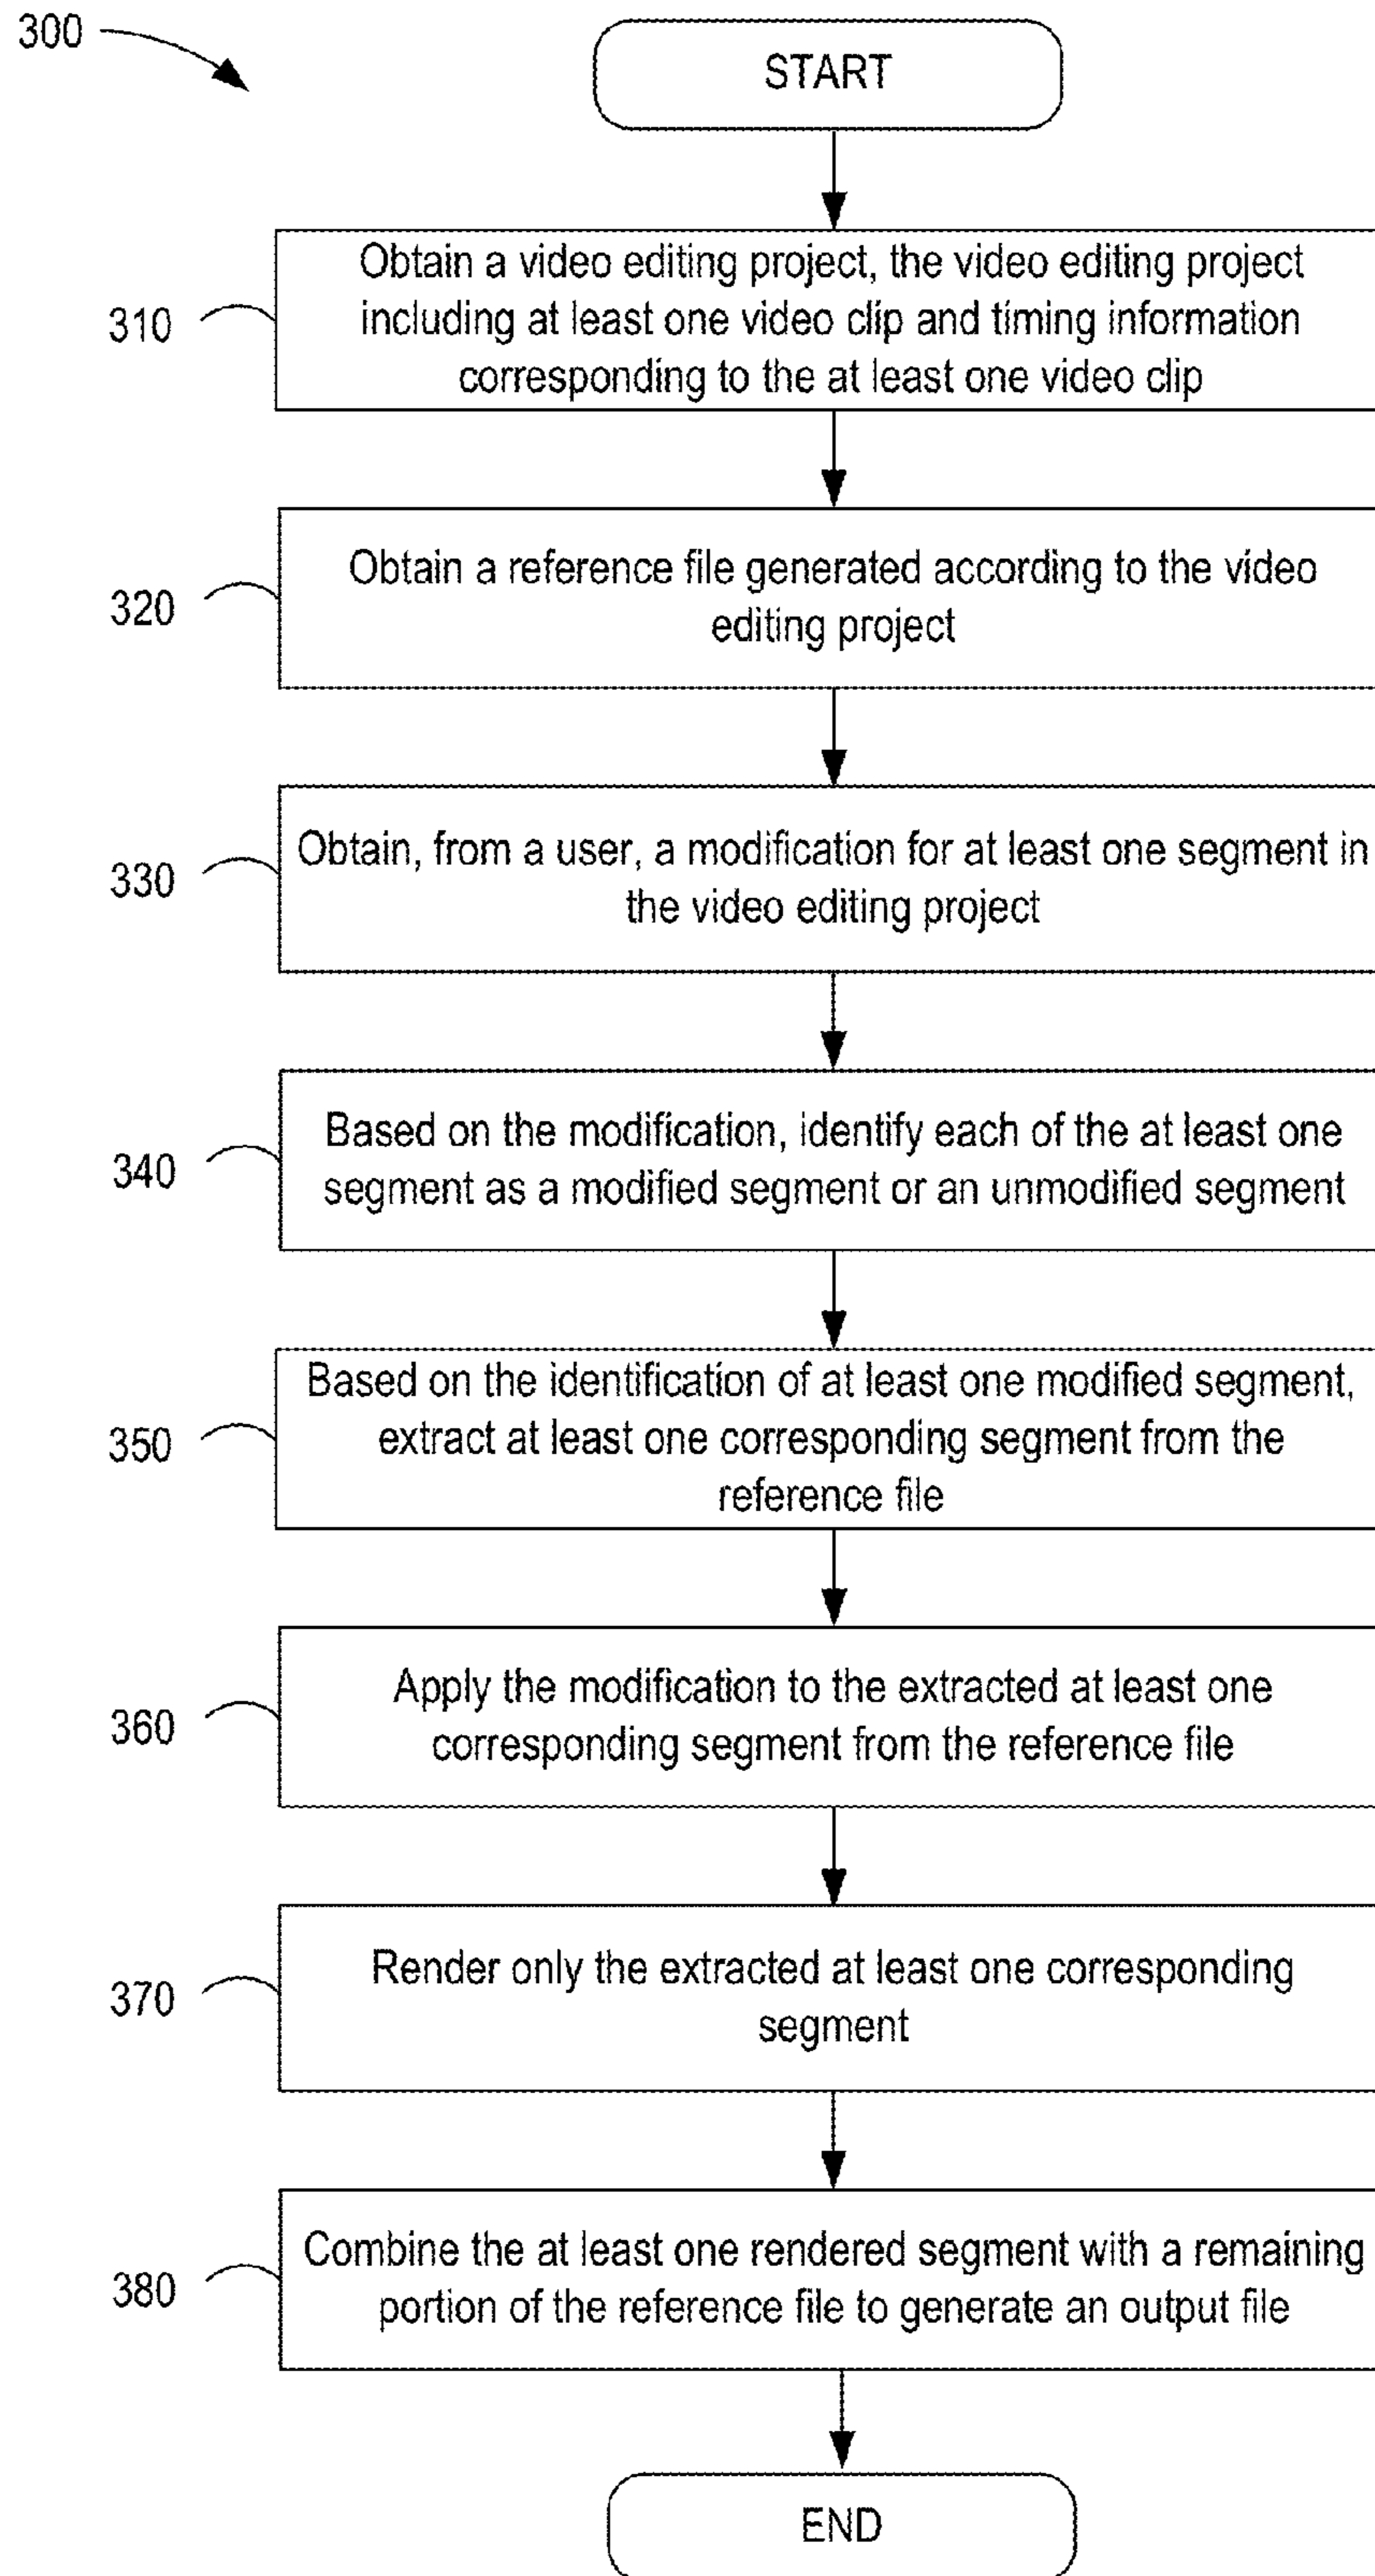 300
START
310
Obtain a video editing project, the video editing project
including at least one video clip and timing information
corresponding to the at least one video clip
320
Obtain a reference file generated according to the video
editing project
330
Obtain, from a user, a modification for at least one segment in
the video editing project
340
Based on the modification, identify each of the at least one
segment as a modified segment or an unmodified segment
350
Based on the identification of at least one modified segment,
extract at least one corresponding segment from the
reference file
360
Apply the modification to the extracted at least one
corresponding segment from the reference file
370
Render only the extracted at least one corresponding
segment
380
Combine the at least one rendered segment with a remaining
portion of the reference file to generate an output file
END